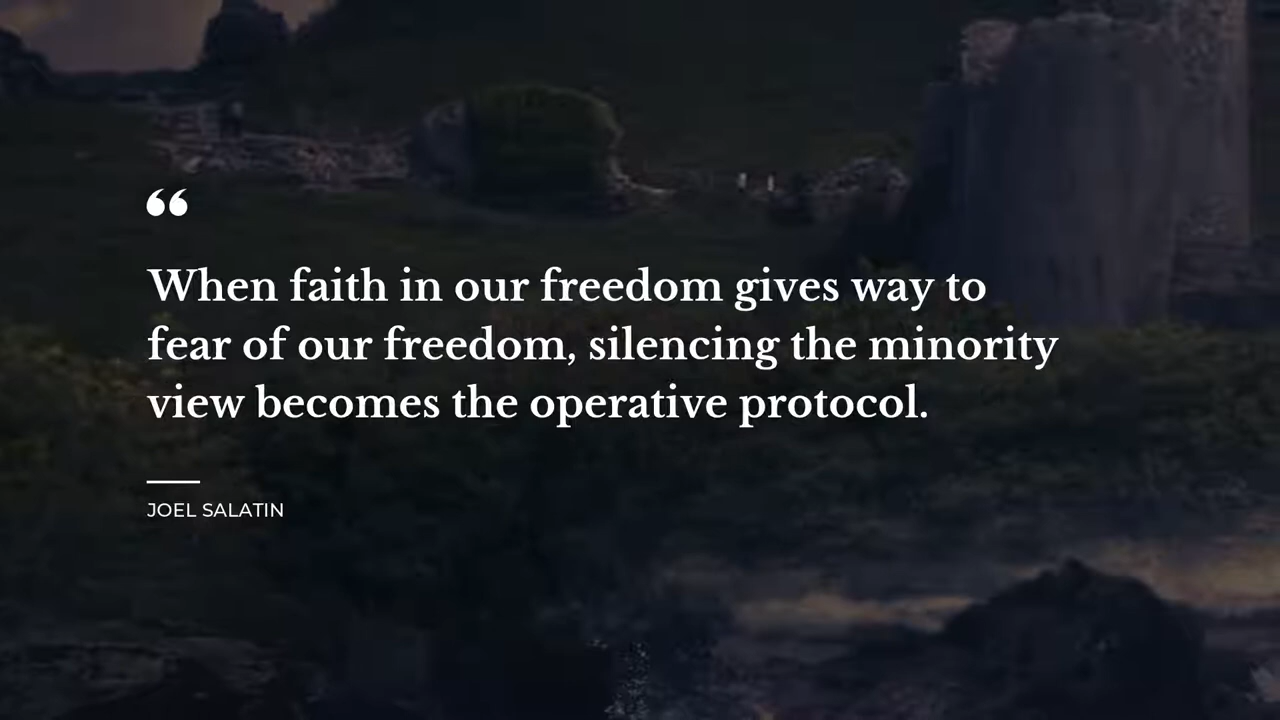 “
When faith in our freedom gives way to
fear of our freedom, silencing the minority
view becomes the operative protocol.
JOEL SALATIN